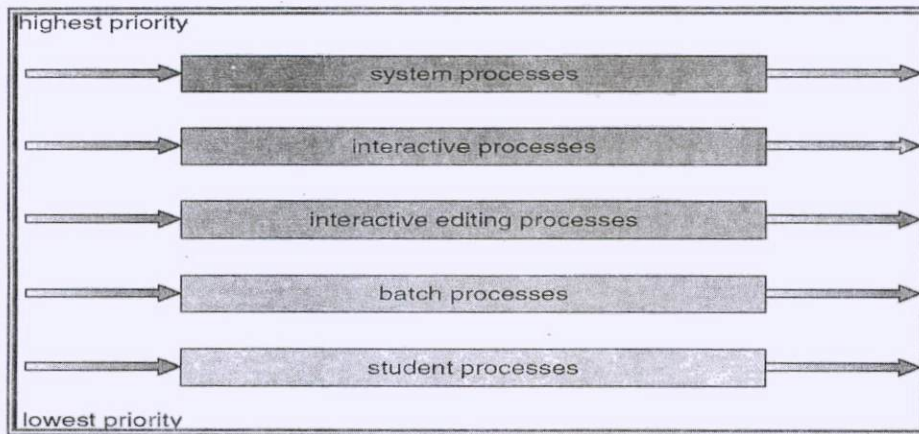 highest priority
system processes
interactive processes
interactive editing processes
batch processes
student processes
lowest priority